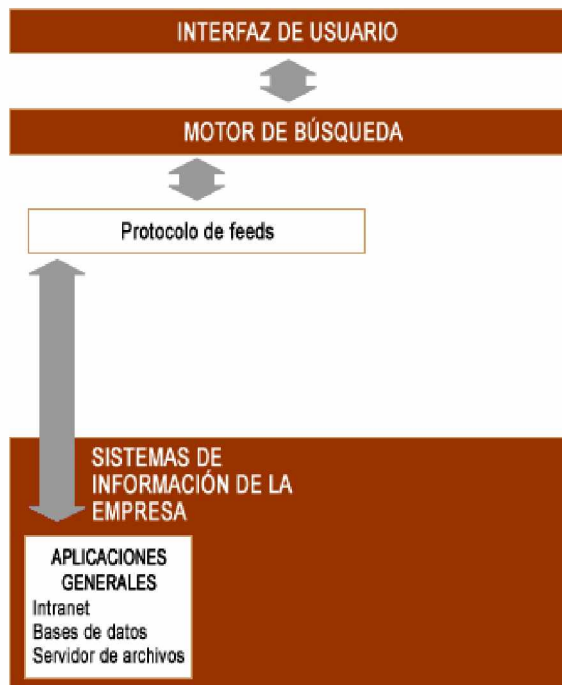 INTERFAZ DE USUARIO
MOTOR DE BÚSQUEDA
Protocolo de feeds
SISTEMAS DE
INFORMACIÓN DE LA
EMPRESA
APLICACIONES
GENERALES
Intranet
Bases de datos
Servidor de archivos